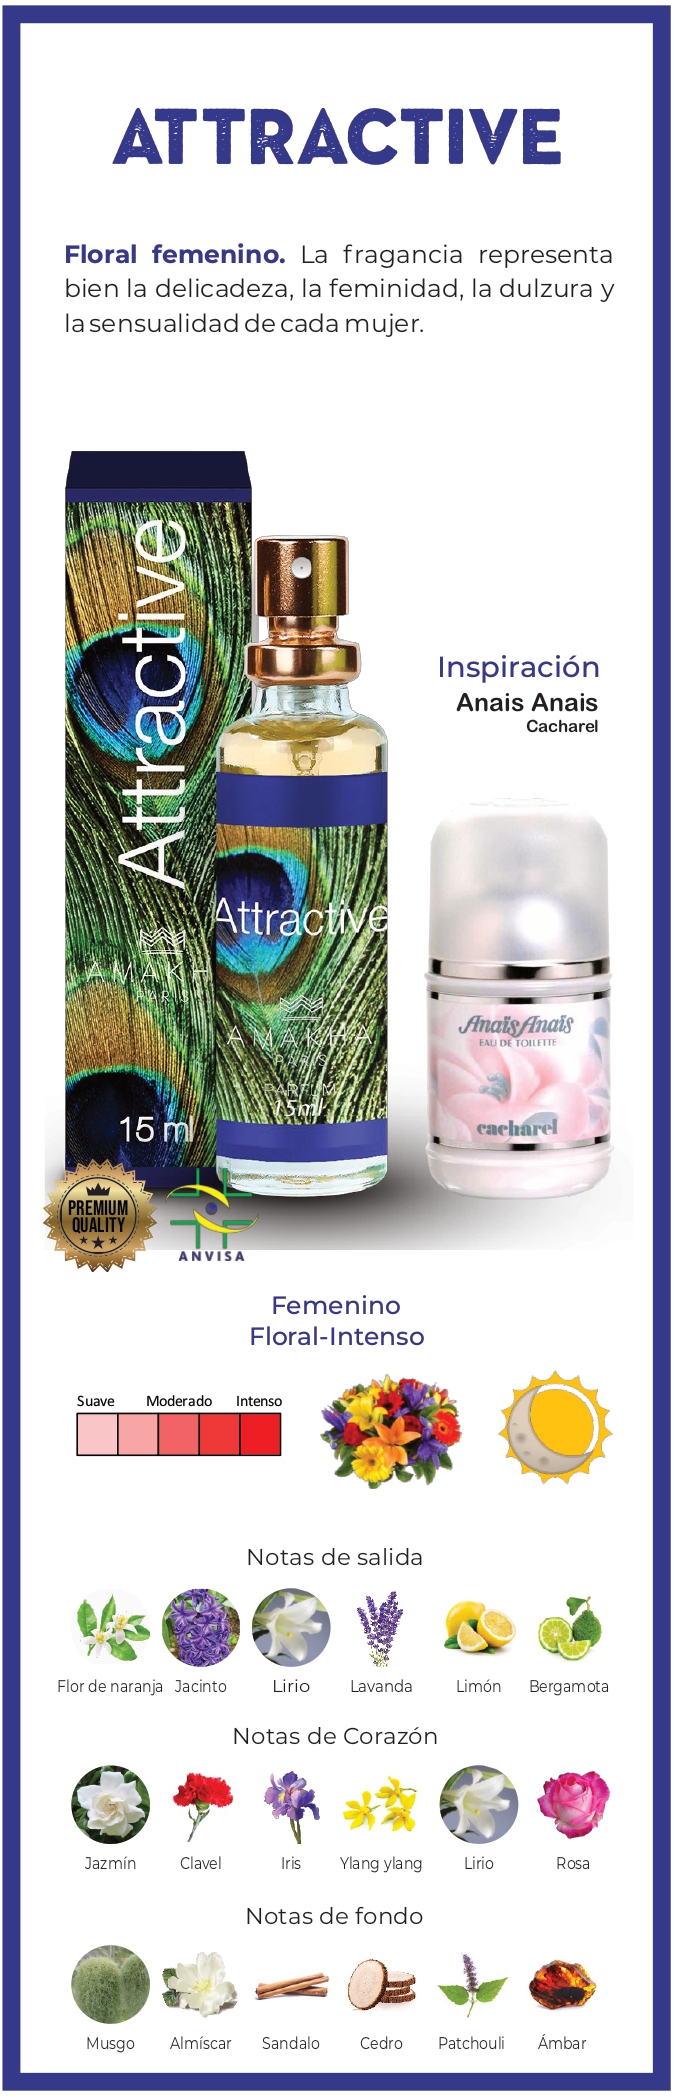 ATTRACTIVE
Floral femenino. La fragancia representa
bien la delicadeza, la feminidad, la dulzura y
la sensualidad de cada mujer.
Attractive
AMAKH
PARIS
15 ml
Attractive
AMAKHA
PARIS
PARFUM
15ml
Inspiración
Anais Anais
Cacharel
Anaïs Anaïs
EAU DE TOILETTE
cacharel
PREMIUM
QUALITY
ANVISA
Femenino
Floral-Intenso
Suave Moderado Intenso
Notas de salida
Flor de naranja Jacinto Lirio Lavanda Limón Bergamota
Notas de Corazón
Jazmín Clavel Iris Ylang ylang Lirio Rosa
Notas de fondo
Musgo Almíscar Sandalo Cedro Patchouli Ámbar